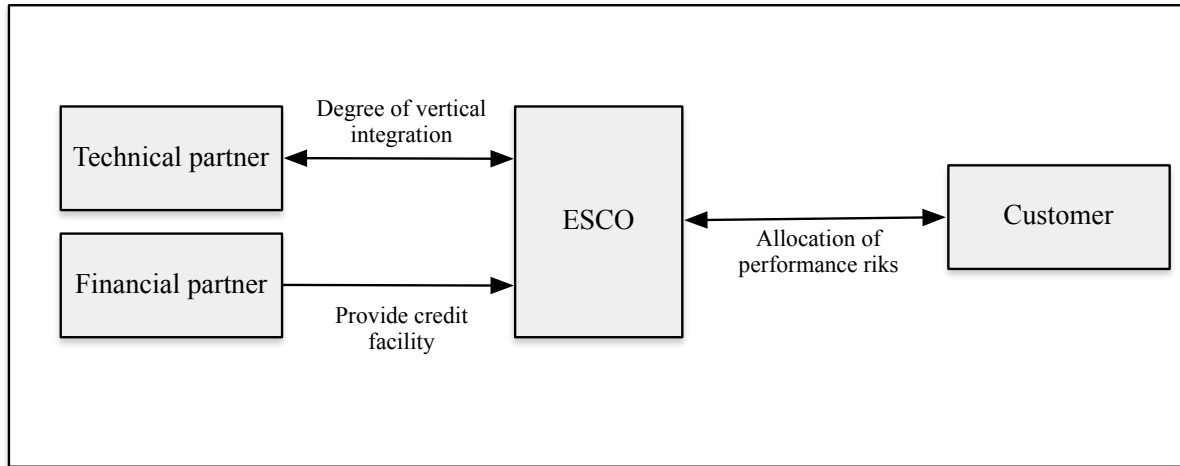 Technical partner
Degree of vertical
integration
Financial partner
Provide credit
facility
ESCO
Allocation of
performance riks
Customer